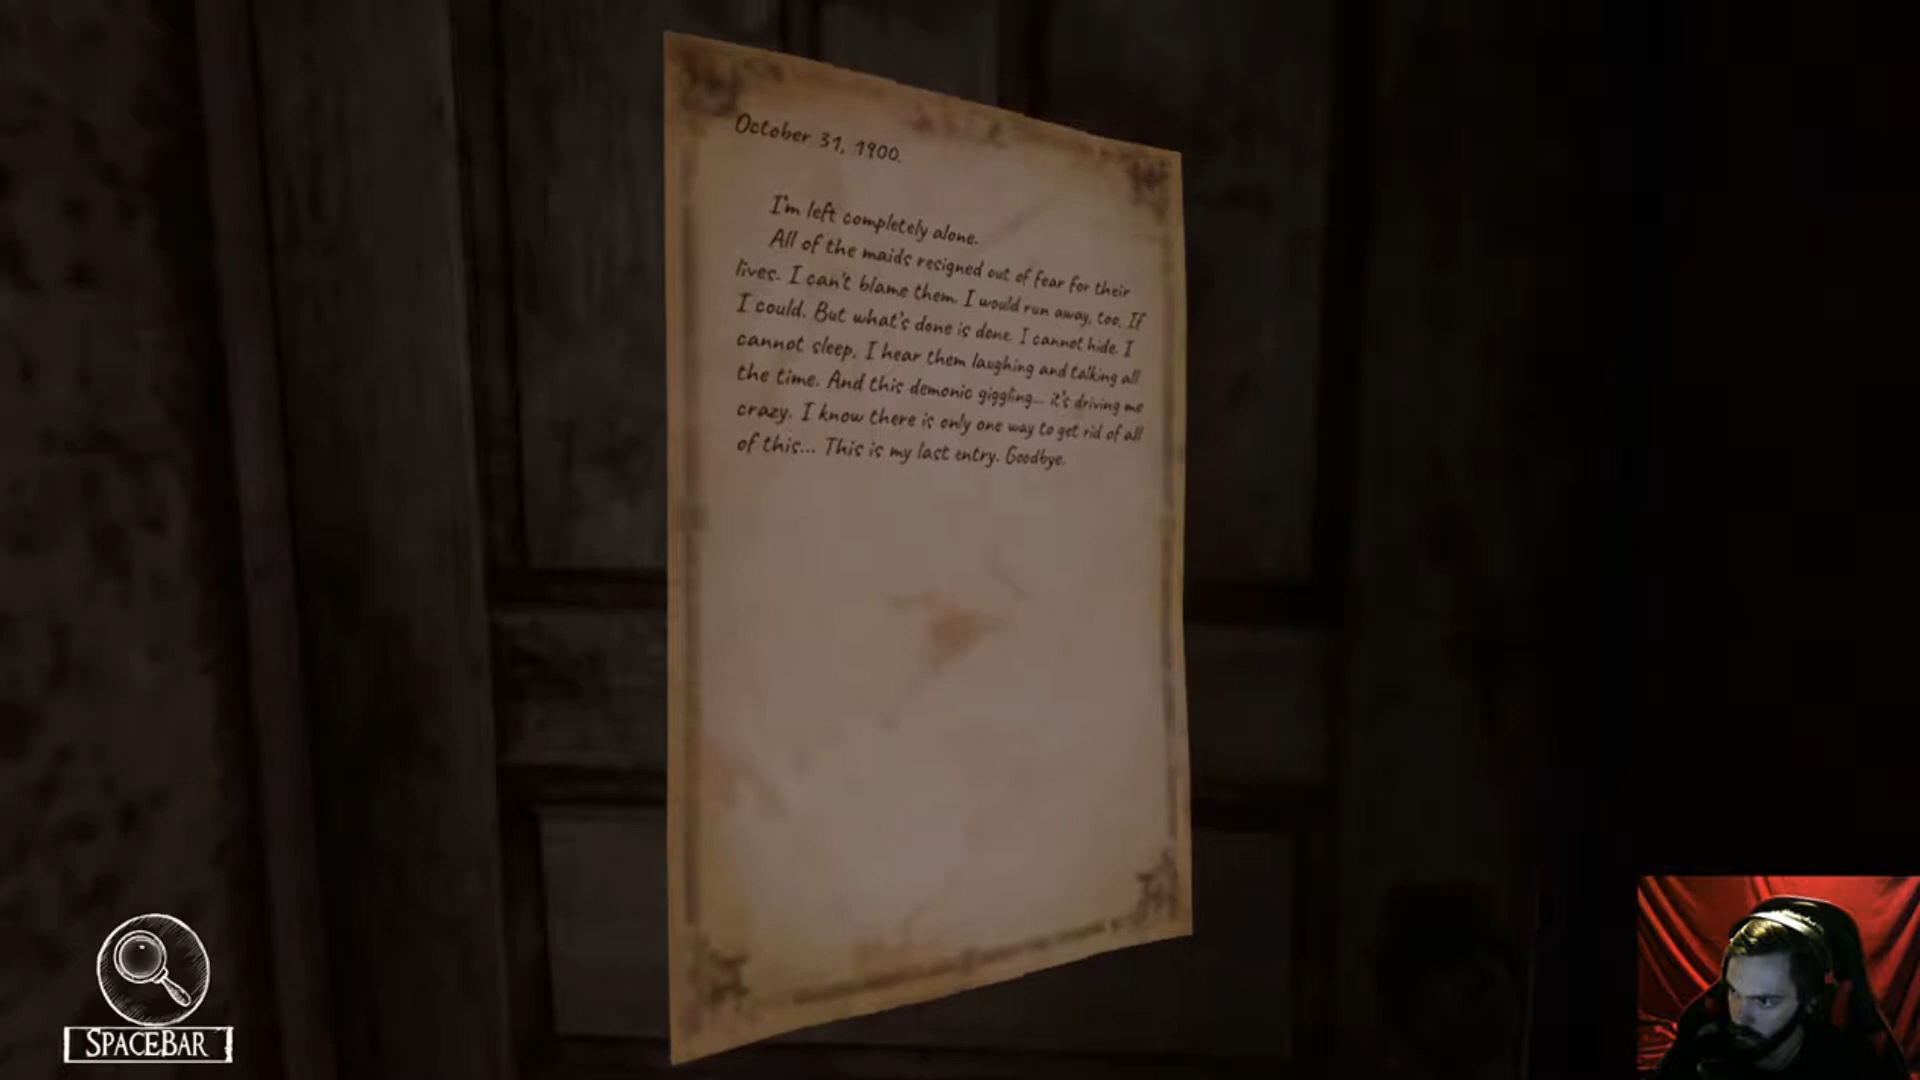 October 31, 1900.
I'm left completely alone.
All of the maids resigned out of fear for their
lives. I can't blame them. I would run away, too. If
I could. But what's done is done. I cannot hide. I
cannot sleep, I hear them laughing and talking all
the time. And this demonic giggling... it's driving me
crazy. I know there is only one way to get rid of all
of this... This is my last entry. Goodbye.
SPACEBAR